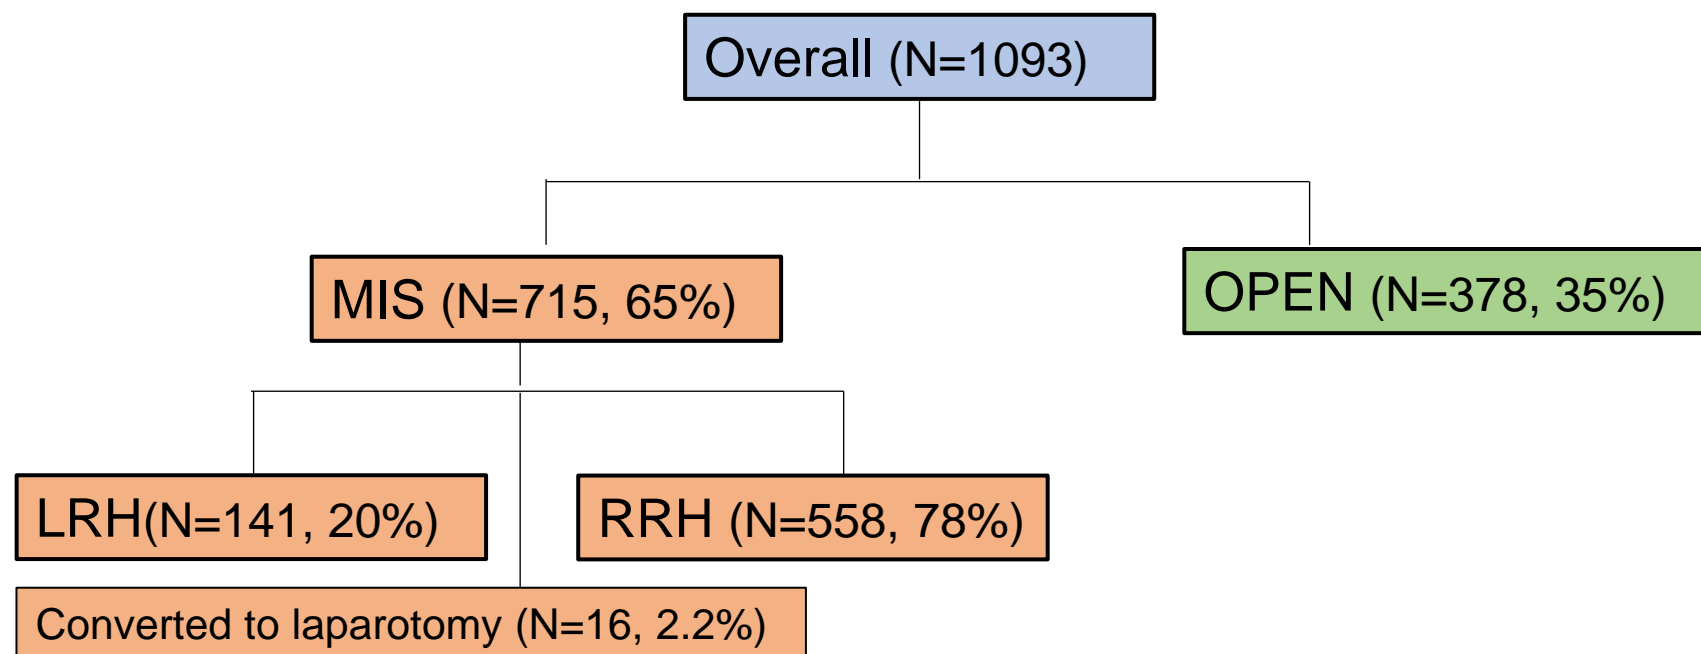 Overall (N=1093)
MIS (N=715, 65%)
OPEN (N=378, 35%)
LRH(N=141, 20%)
RRH (N=558, 78%)
Converted to laparotomy (N=16, 2.2%)